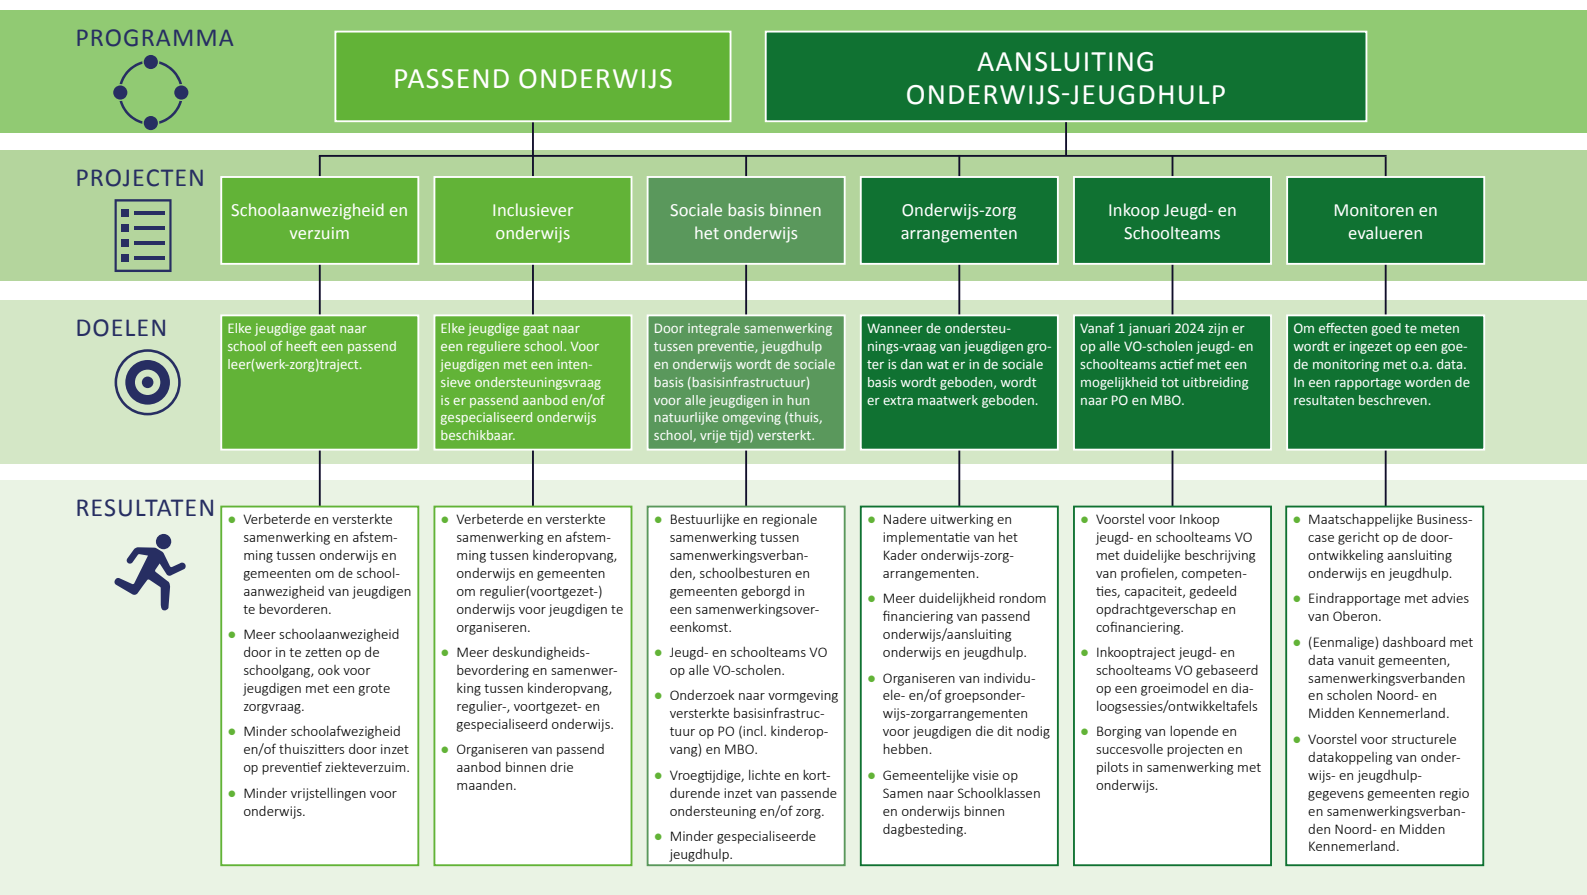 PROGRAMMA
PASSEND ONDERWIJS
AANSLUITING
ONDERWIJS-JEUGDHULP
PROJECTEN
Schoolaanwezigheid en
verzuim
Inclusiever
onderwijs
Sociale basis binnen
het onderwijs
Onderwijs-zorg
arrangementen
Inkoop Jeugd- en
Schoolteams
Monitoren en
evalueren
DOELEN
Elke jeugdige gaat naar
school of heeft een passend
leer(werk-zorg)traject.
Elke jeugdige gaat naar
een reguliere school. Voor
jeugdigen met een inten-
sieve ondersteuningsvraag
is er passend aanbod en/of
gespecialiseerd onderwijs
beschikbaar.
Door integrale samenwerking
tussen preventie, jeugdhulp
en onderwijs wordt de sociale
basis (basisinfrastructuur)
voor alle jeugdigen in hun
natuurlijke omgeving (thuis,
school, vrije tijd) versterkt.
Wanneer de ondersteu-
nings-vraag van jeugdigen gro-
ter is dan wat er in de sociale
basis wordt geboden, wordt
er extra maatwerk geboden.
Vanaf 1 januari 2024 zijn er
op alle VO-scholen jeugd- en
schoolteams actief met een
mogelijkheid tot uitbreiding
naar PO en MBO.
Om effecten goed te meten
wordt er ingezet op een goe-
de monitoring met o.a. data.
In een rapportage worden de
resultaten beschreven.
RESULTATEN
• Verbeterde en versterkte
samenwerking en afstem-
ming tussen onderwijs en
gemeenten om de school-
aanwezigheid van jeugdigen
te bevorderen.
• Meer schoolaanwezigheid
door in te zetten op de
schoolgang, ook voor
jeugdigen met een grote
zorgvraag.
• Minder schoolafwezigheid
en/of thuiszitters door inzet
op preventief ziekteverzuim.
• Minder vrijstellingen voor
onderwijs.
• Verbeterde en versterkte
samenwerking en afstem-
ming tussen kinderopvang,
onderwijs en gemeenten
om regulier(voortgezet-)
onderwijs voor jeugdigen te
organiseren.
• Meer deskundigheids-
bevordering en samenwer-
king tussen kinderopvang,
regulier-, voortgezet- en
gespecialiseerd onderwijs.
• Organiseren van passend
aanbod binnen drie
maanden.
• Bestuurlijke en regionale
samenwerking tussen
samenwerkingsverban-
den, schoolbesturen en
gemeenten geborgd in
een samenwerkingsover-
eenkomst.
• Jeugd- en schoolteams VO
op alle VO-scholen.
• Onderzoek naar vormgeving
versterkte basisinfrastruc-
tuur op PO (incl. kinderop-
vang) en MBO.
• Vroegtijdige, lichte en kort-
durende inzet van passende
ondersteuning en/of zorg.
• Minder gespecialiseerde
jeugdhulp.
• Nadere uitwerking en
implementatie van het
Kader onderwijs-zorg-
arrangementen.
• Meer duidelijkheid rondom
financiering van passend
onderwijs/aansluiting
onderwijs en jeugdhulp.
• Organiseren van individu-
ele- en/of groepsonder-
wijs-zorgarrangementen
voor jeugdigen die dit nodig
hebben.
• Gemeentelijke visie op
Samen naar Schoolklassen
en onderwijs binnen
dagbesteding.
• Voorstel voor Inkoop
jeugd- en schoolteams VO
met duidelijke beschrijving
van profielen, competen-
ties, capaciteit, gedeeld
opdrachtgeverschap en
cofinanciering.
• Inkooptraject jeugd- en
schoolteams VO gebaseerd
op een groeimodel en dia-
loogsessies/ontwikkeltafels
• Borging van lopende en
succesvolle projecten en
pilots in samenwerking met
onderwijs.
• Maatschappelijke Business-
case gericht op de door-
ontwikkeling aansluiting
onderwijs en jeugdhulp.
• Eindrapportage met advies
van Oberon.
• (Eenmalige) dashboard met
data vanuit gemeenten,
samenwerkingsverbanden
en scholen Noord- en
Midden Kennemerland.
• Voorstel voor structurele
datakoppeling van onder-
wijs- en jeugdhulp-
gegevens gemeenten regio
en samenwerkingsverban-
den Noord- en Midden
Kennemerland.